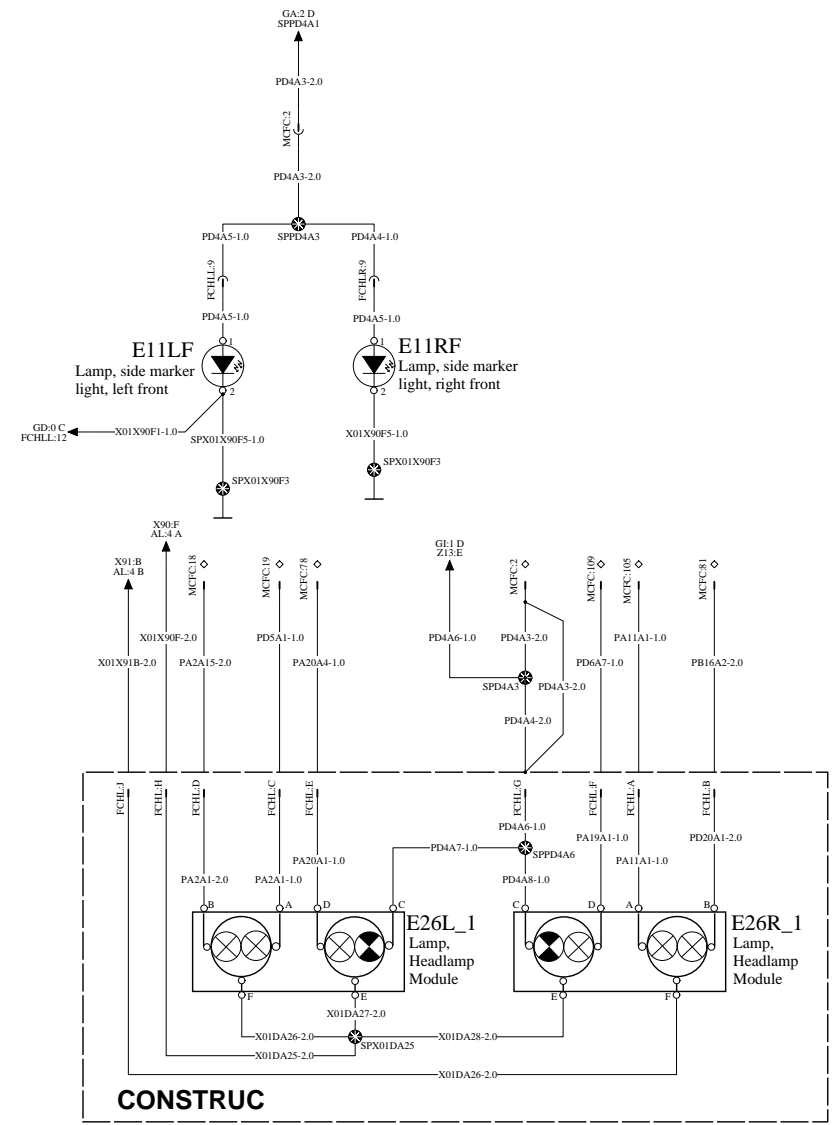 GA:2 D
SPPD4A1
PD4A3-2.0
MCFC:2
PD4A3-2.0
SPPD4A3
PD4A5-1.0
PD4A4-1.0
FCHLL:9
FCHLR:9
PD4A5-1.0
PD4A5-1.0
1
1
E11LF
Lamp, side marker
light, left front
E11RF
Lamp, side marker
light, right front
2
2
GD:0 C
FCHLL:12
X01X90F1-1.0
SPX01X90F5-1.0
X01X90F5-1.0
SPX01X90F3
SPX01X90F3
X90:F
AL:4 A
X91:B
AL:4 B
MCFC:18
MCFC:19
MCFC:78
GI:1 D
Z13:E
MCFC:2
MCFC:109
MCFC:105
MCFC:81
X01X90F-2.0
PD5A1-1.0
PD4A6-1.0
PD4A3-2.0
PA11A1-1.0
X01X91B-2.0
PA2A15-2.0
PA20A4-1.0
PD6A7-1.0
PB16A2-2.0
SPD4A3
PD4A3-2.0
PD4A4-2.0
FCHL:J
FCHL:H
FCHL:D
FCHL:C
FCHL:E
FCHL:G
FCHL:F
FCHL:A
FCHL:B
PD4A6-1.0
PA19A1-1.0
PD20A1-2.0
PD4A7-1.0
SPPD4A6
PA20A1-1.0
PA11A1-1.0
PA2A1-2.0
PA2A1-1.0
PD4A8-1.0
B
A
D
C
C
D
A
B
E26L_1
Lamp,
Headlamp
Module
E26R_1
Lamp,
Headlamp
Module
F
E
E
F
X01DA27-2.0
X01DA26-2.0
X01DA28-2.0
SPX01DA25
X01DA25-2.0
X01DA26-2.0
CONSTRUC